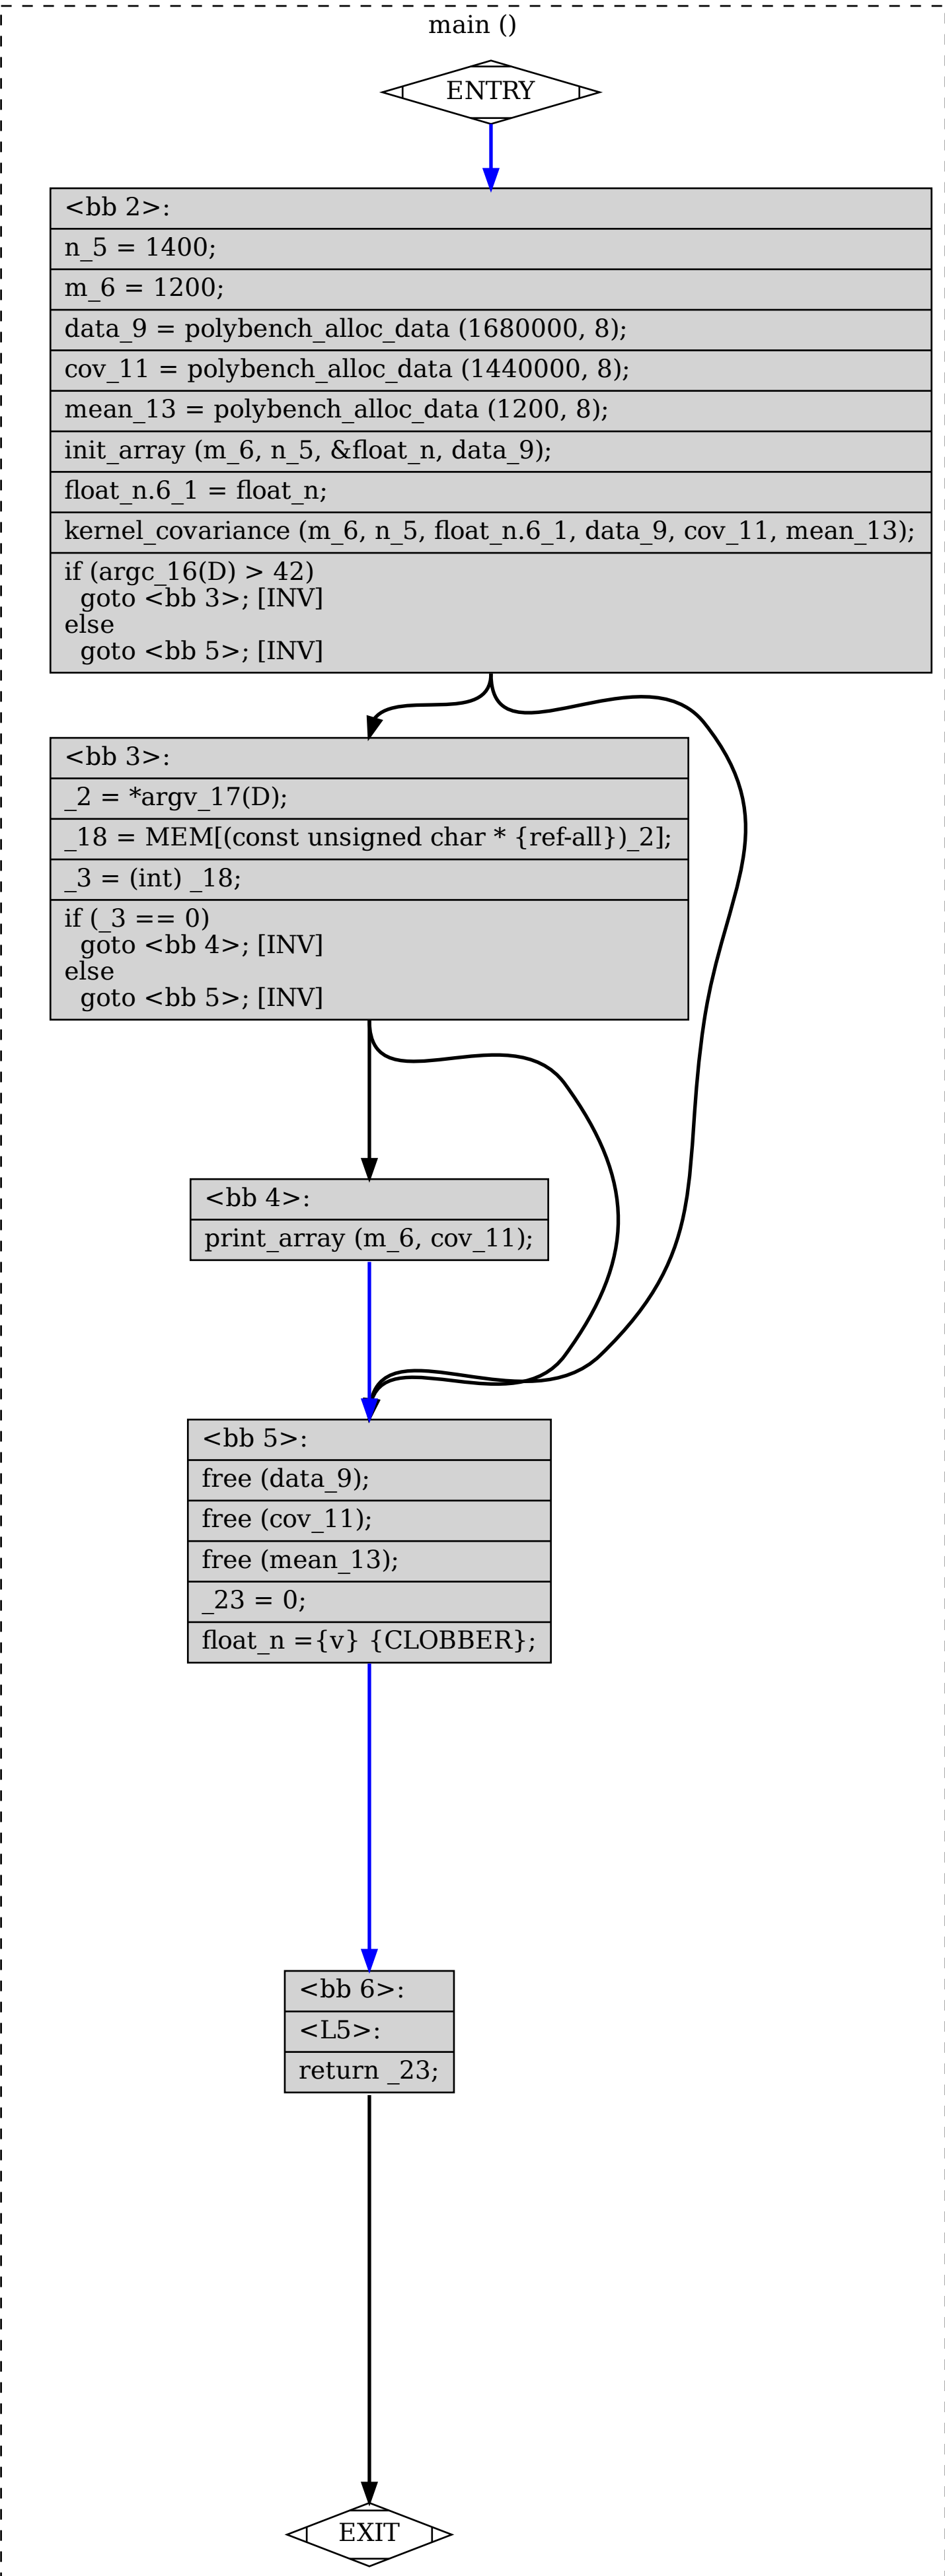 main ()
ENTRY
<bb 2>:
n_5 = 1400;
m_6 = 1200;
data_9 = polybench_alloc_data (1680000, 8);
cov_11 = polybench_alloc_data (1440000, 8);
mean_13 = polybench_alloc_data (1200, 8);
init_array (m_6, n_5, &float_n, data_9);
float_n.6_1 = float_n;
kernel_covariance (m_6, n_5, float_n.6_1, data_9, cov_11, mean_13);
if (argc_16(D) > 42)
  goto <bb 3>; [INV]
else
  goto <bb 5>; [INV]
<bb 3>:
_2 = *argv_17(D);
_18 = MEM[(const unsigned char * {ref-all})_2];
_3 = (int) _18;
if (_3 == 0)
  goto <bb 4>; [INV]
else
  goto <bb 5>; [INV]
<bb 4>:
print_array (m_6, cov_11);
<bb 5>:
free (data_9);
free (cov_11);
free (mean_13);
_23 = 0;
float_n ={v} {CLOBBER};
<bb 6>:
<L5>:
return _23;
EXIT